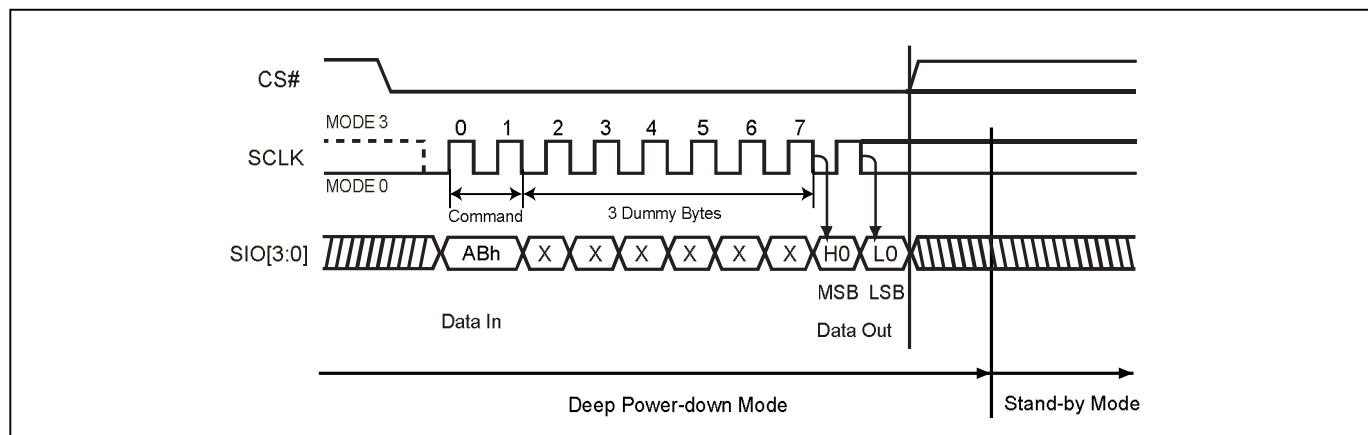 CS#
MODE 3
0 1 2 3 4 5 6 7
SCLK
MODE 0
Command
3 Dummy Bytes
SIO[3:0]
ABh X X X X X X H0 L0
MSB LSB
Data In
Data Out
Deep Power-down Mode
Stand-by Mode